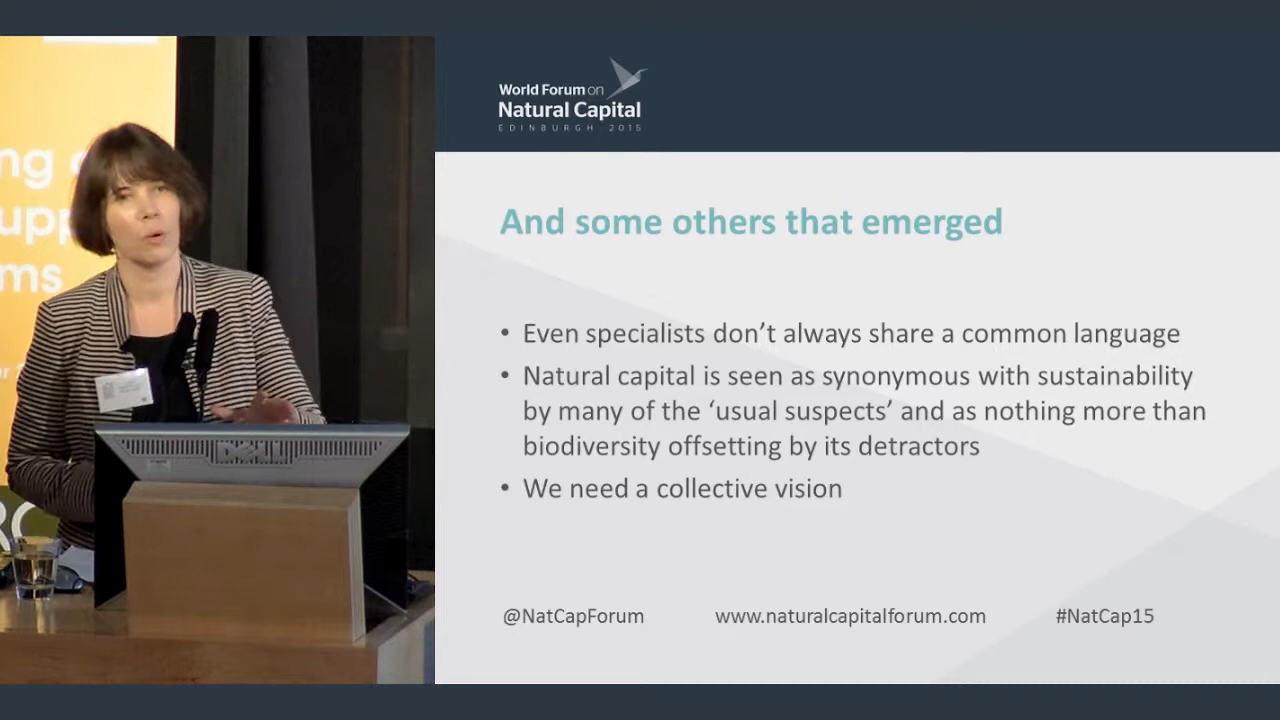 World Forum on
Natural Capital
EDINBURGH 2015
And some others that emerged
• Even specialists don’t always share a common language
• Natural capital is seen as synonymous with sustainability
by many of the ‘usual suspects’ and as nothing more than
biodiversity offsetting by its detractors
• We need a collective vision
@NatCapForum www.naturalcapitalforum.com #NatCap15
ng
upp
ms
DELL